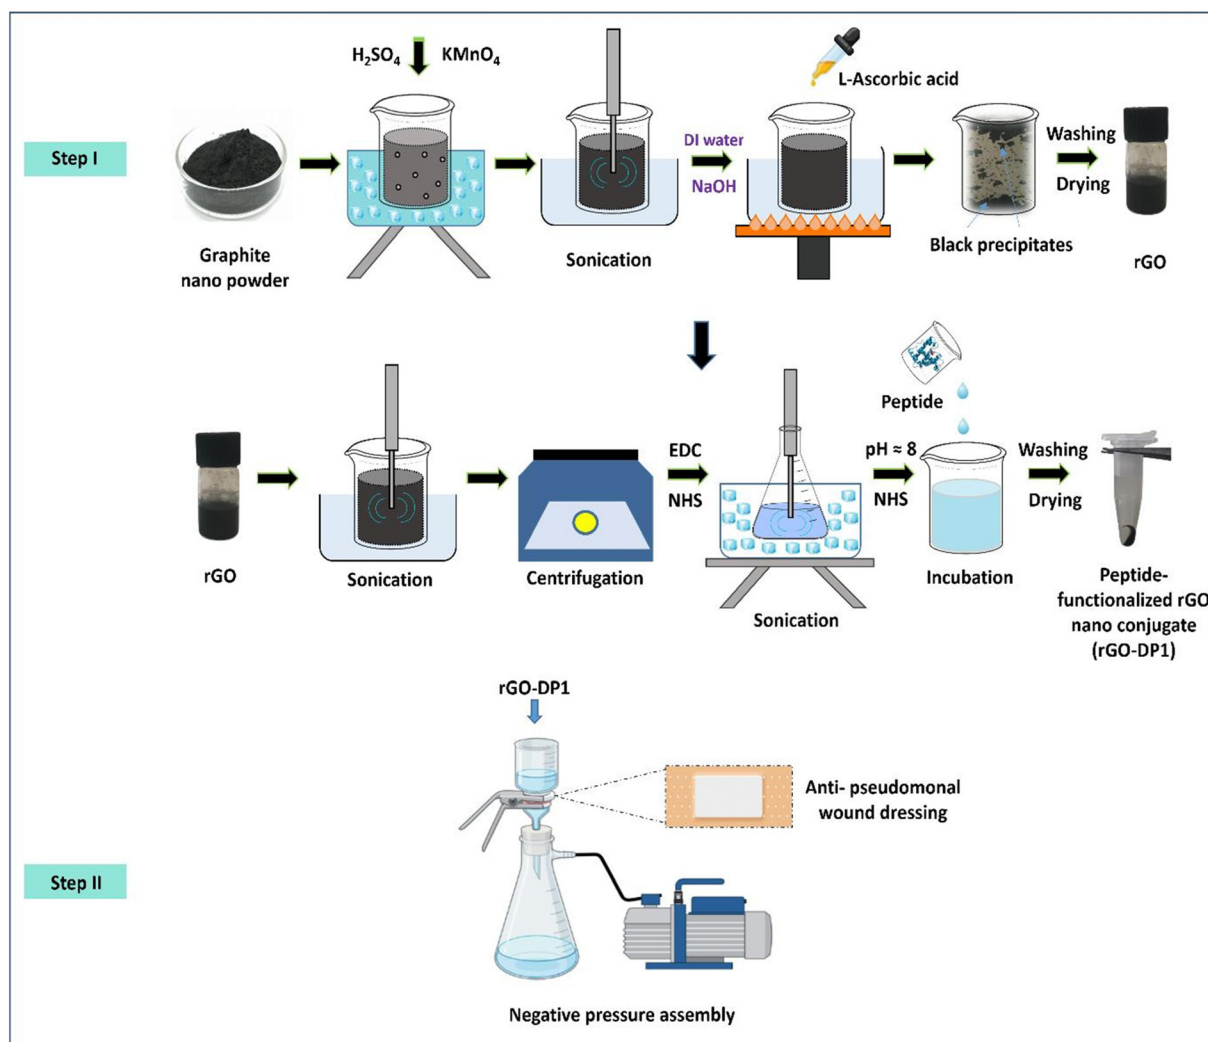 H₂SO₄ KMnO₄
L-Ascorbic acid
Step I
DI water
NaOH
Washing
Drying
Graphite
nano powder
Sonication
Black precipitates
rGO
Peptide
EDC
NHS
pH ≈ 8
NHS
Washing
Drying
rGO
Sonication
Centrifugation
Sonication
Incubation
Peptide-
functionalized rGO
nano conjugate
(rGO-DP1)
rGO-DP1
Anti- pseudomonal
wound dressing
Step II
Negative pressure assembly